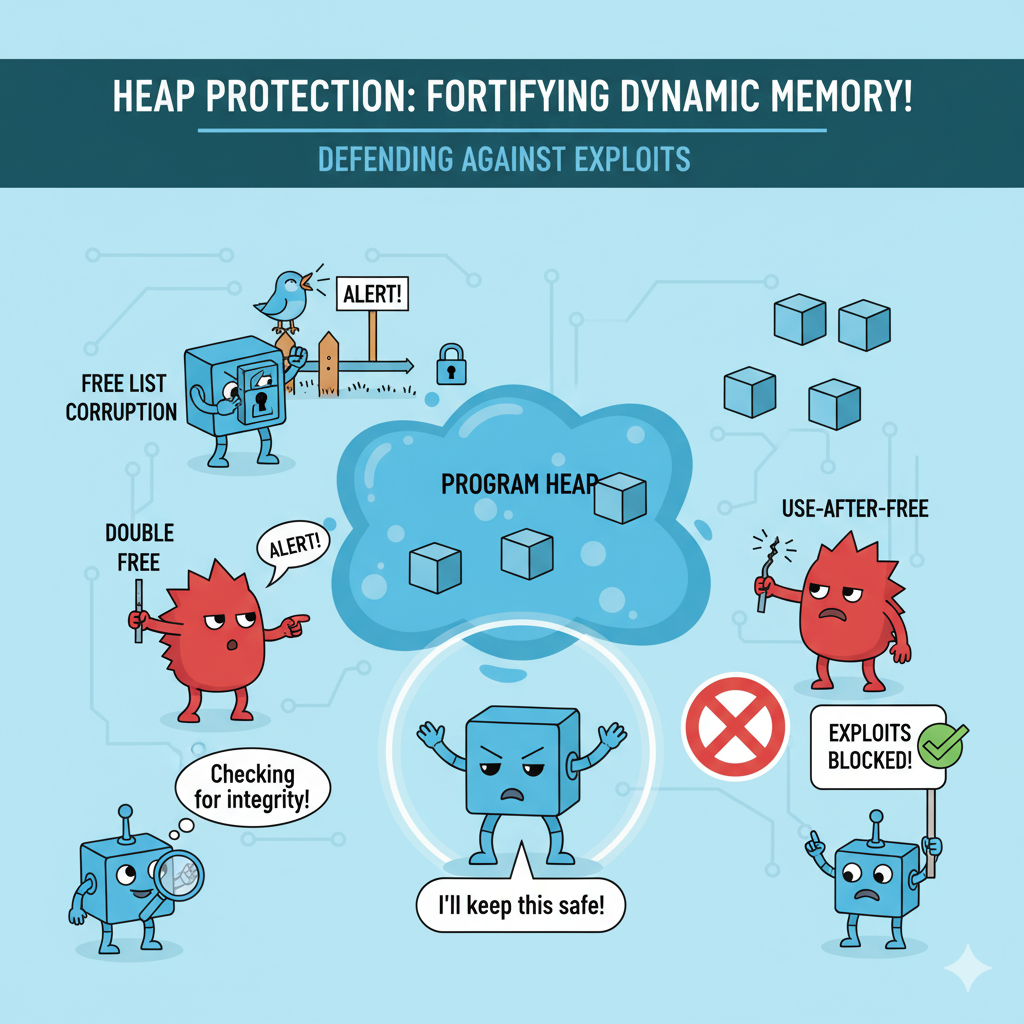 HEAP PROTECTION: FORTIFYING DYNAMIC MEMORY!
DEFENDING AGAINST EXPLOITS
ALERT!
FREE LIST
CORRUPTION
PROGRAM HEAP
USE-AFTER-FREE
DOUBLE
FREE
ALERT!
EXPLOITS
BLOCKED!
Checking
for integrity!
I'll keep this safe!